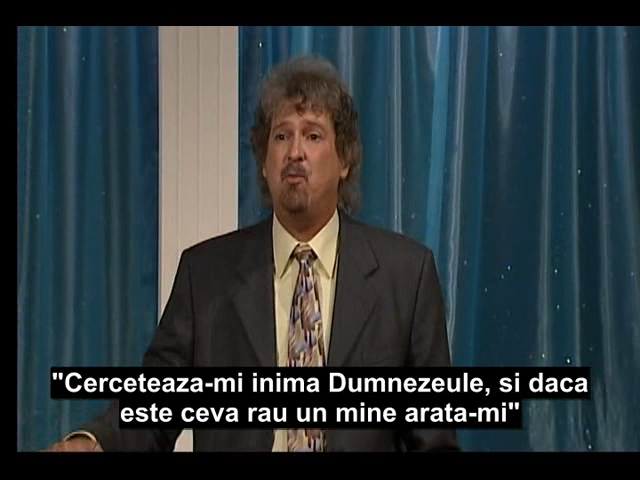 "Cerceteaza-mi inima Dumnezeule, si daca
este ceva rau un mine arata-mi"